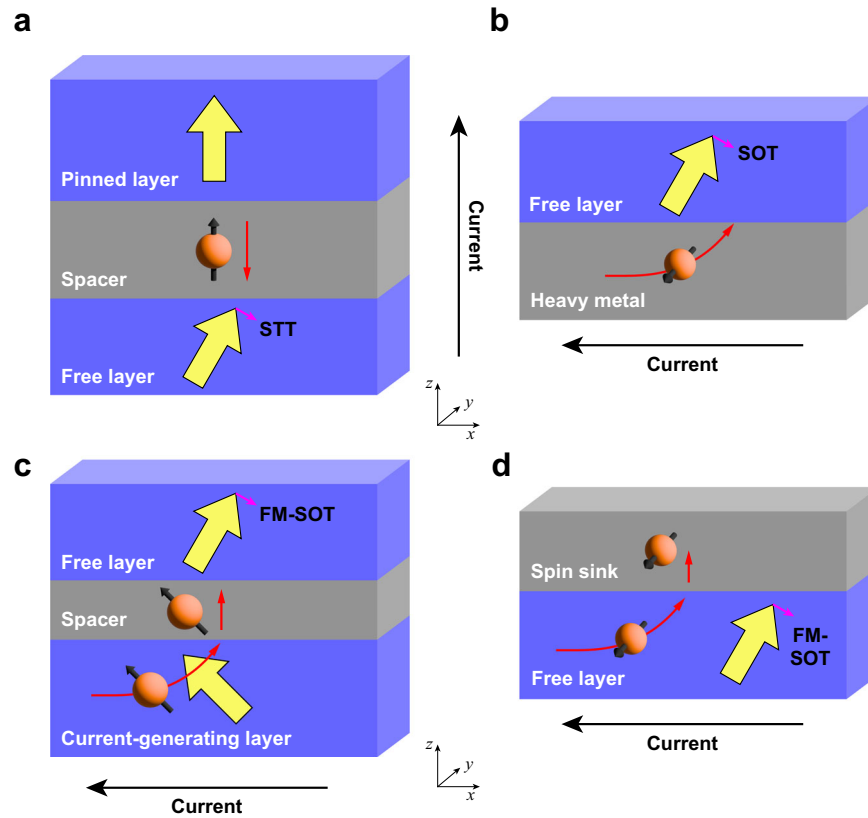 a
Pinned layer
Spacer
STT
Free layer
Current
z
y
x
b
SOT
Free layer
Heavy metal
Current
c
FM-SOT
Free layer
Spacer
Current-generating layer
Current
z
y
x
d
Spin sink
FM-
SOT
Free layer
Current